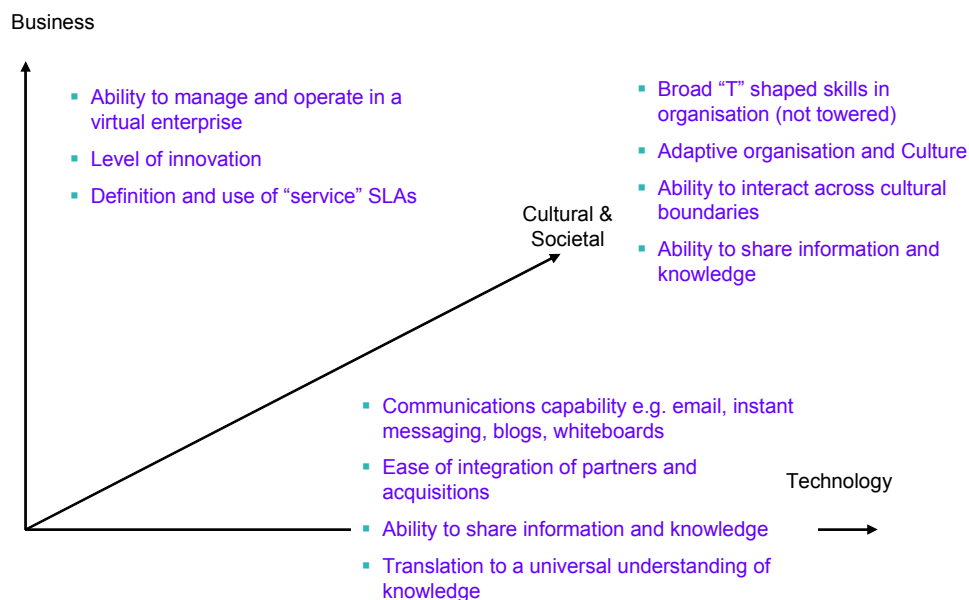 Business
▪ Ability to manage and operate in a
virtual enterprise
▪ Level of innovation
▪ Definition and use of “service” SLAs
▪ Broad “T” shaped skills in
organisation (not towered)
▪ Adaptive organisation and Culture
▪ Ability to interact across cultural
boundaries
▪ Ability to share information and
knowledge
Cultural &
Societal
▪ Communications capability e.g. email, instant
messaging, blogs, whiteboards
▪ Ease of integration of partners and
acquisitions
▪ Ability to share information and knowledge
▪ Translation to a universal understanding of
knowledge
Technology